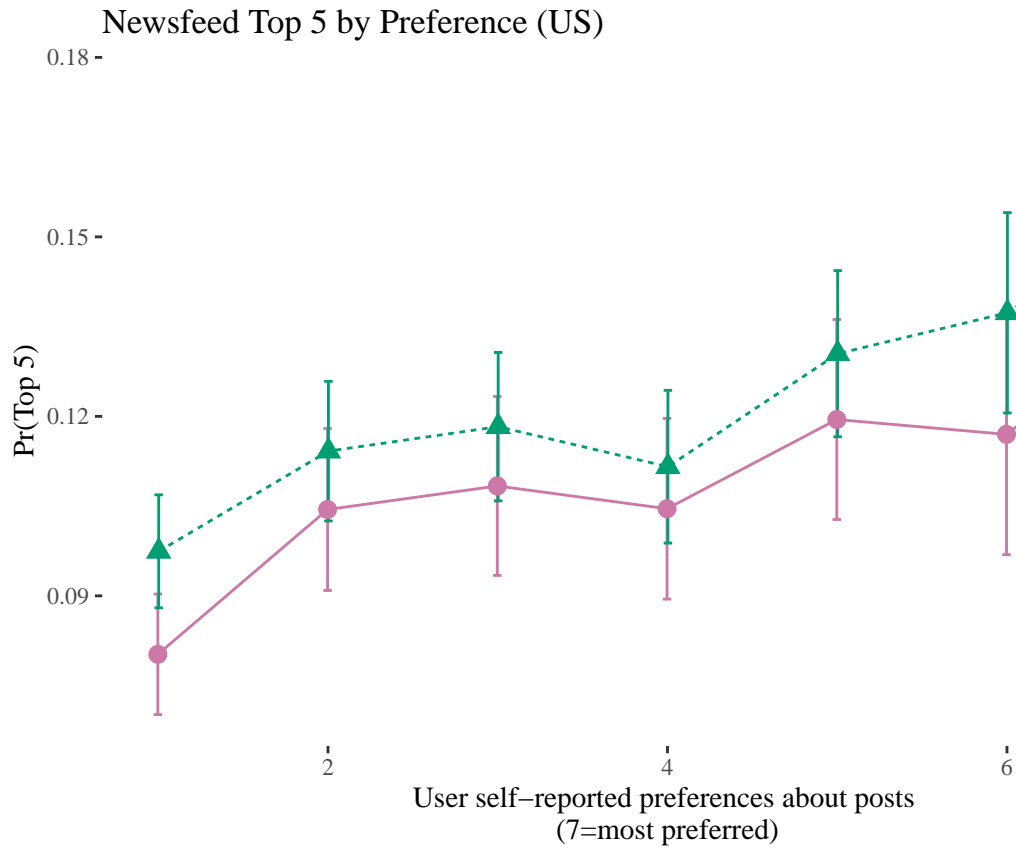 Newsfeed Top 5 by Preference (US)
0.18
0.15
0.12
0.09
Pr(Top 5)
2 4 6
User self−reported preferences about posts
(7=most preferred)